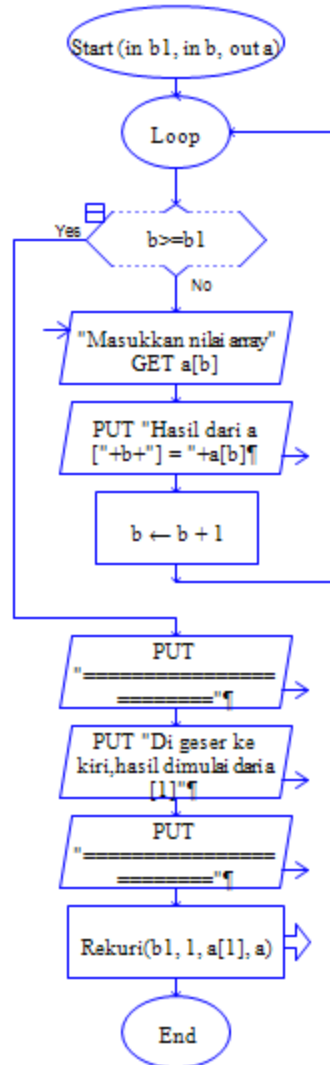 Start (in b1, in b, out a)
Loop
b>=b1
Yes
No
"Masukkan nilai array"
GET a[b]
PUT "Hasil dari a
["+b+"] = "+a[b]¶
b ← b + 1
PUT
"================
========"¶
PUT "Di geser ke
kiri,hasil dimulai dari a
[1]"¶
PUT
"================
========"¶
Rekuri(b1, 1, a[1], a)
End